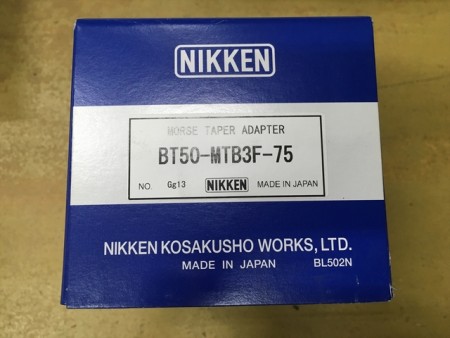 NIKKEN
MORSE TAPER ADAPTER
BT50-MTB3F-75
NO. Gg13 NIKKEN MADE IN JAPAN
NIKKEN KOSAKUSHO WORKS, LTD.
MADE IN JAPAN BL502N